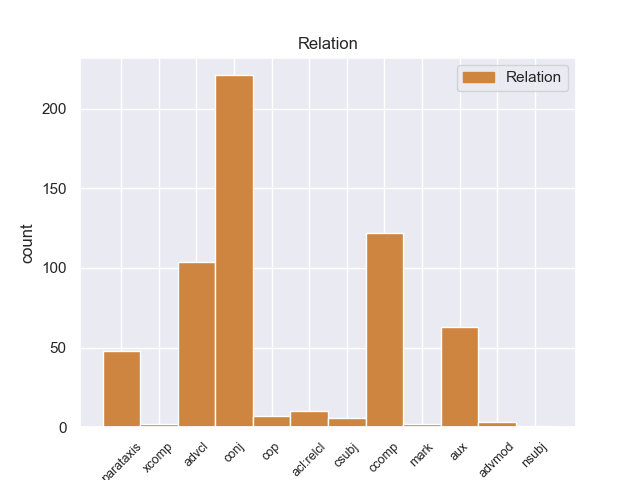 Relation
Relation
count
200
150
100
50
0
parataxis xcomp advcl conj cop acl:relcl csubj ccomp mark aux advmod nsubj